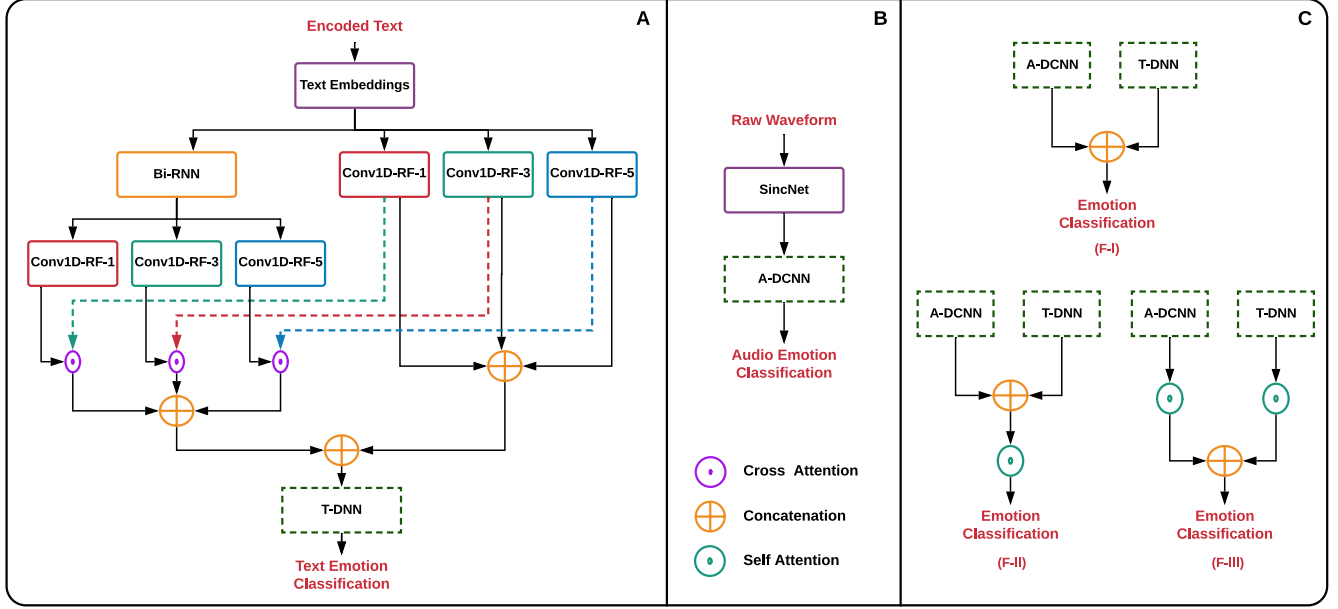 A
Encoded Text
Text Embeddings
Bi-RNN
Conv1D-RF-1
Conv1D-RF-3
Conv1D-RF-5
Conv1D-RF-1
Conv1D-RF-3
Conv1D-RF-5
T-DNN
Text Emotion
Classification
B
Raw Waveform
SincNet
A-DCNN
Audio Emotion
Classification
Cross Attention
Concatenation
Self Attention
C
A-DCNN
T-DNN
Emotion
Classification
(F-I)
A-DCNN
T-DNN
Emotion
Classification
(F-II)
A-DCNN
T-DNN
Emotion
Classification
(F-III)